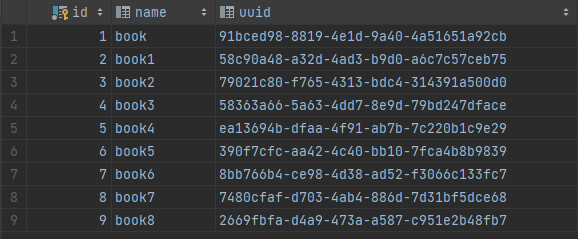 id name uuid
1 1 book 91bced98-8819-4e1d-9a40-4a51651a92cb
2 2 book1 58c90a48-a32d-4ad3-b9d0-a6c7c57ceb75
3 3 book2 79021c80-f765-4313-bdc4-314391a500d0
4 4 book3 58363a66-5a63-4dd7-8e9d-79bd247dface
5 5 book4 ea13694b-dfaa-4f91-ab7b-7c220b1c9e29
6 6 book5 390f7cfc-aa42-4c40-bb10-7fca4b8b9839
7 7 book6 8bb766b4-ce98-4d38-ad52-f3066c133fc7
8 8 book7 7480cfaf-d703-4ab4-886d-7d31bf5dce68
9 9 book8 2669fbfa-d4a9-473a-a587-c951e2b48fb7